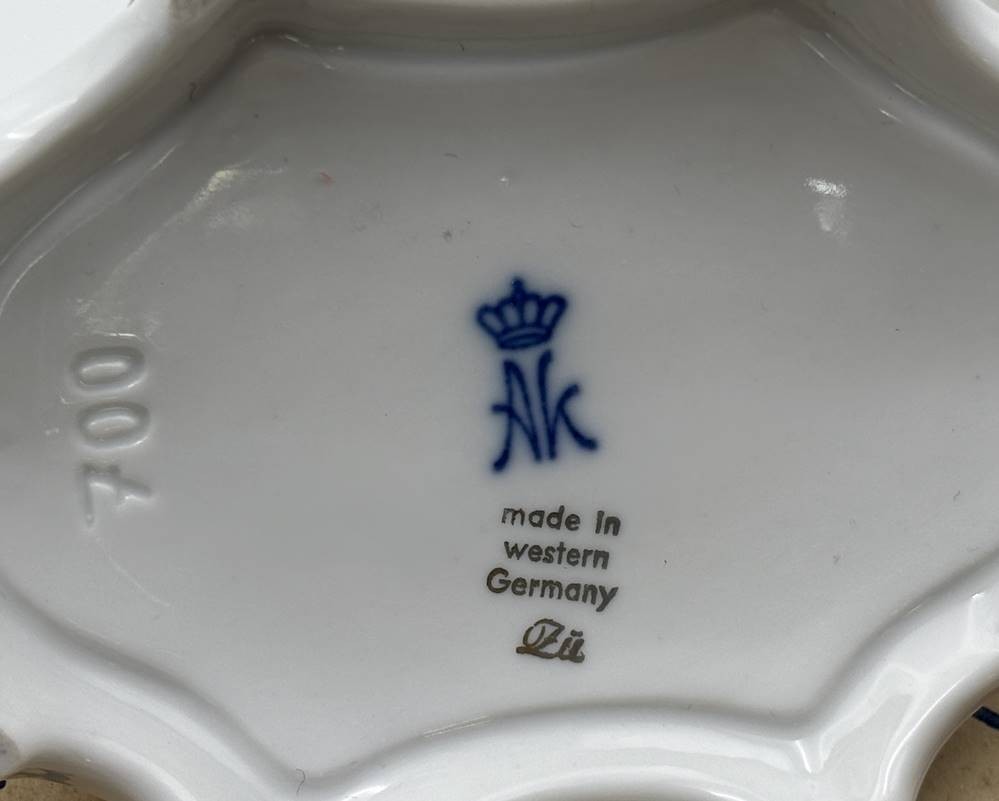 AK
made in
western
Germany
Zü
700